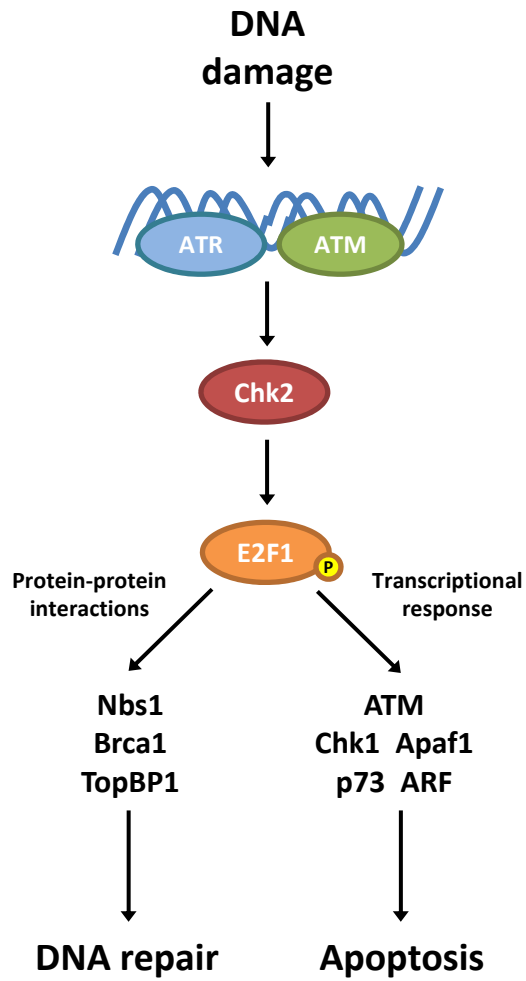 DNA
damage
ATR ATM
Chk2
E2F1
P
Protein-protein
interactions
Transcriptional
response
Nbs1
Brca1
TopBP1
ATM
Chk1 Apaf1
p73 ARF
DNA repair
Apoptosis